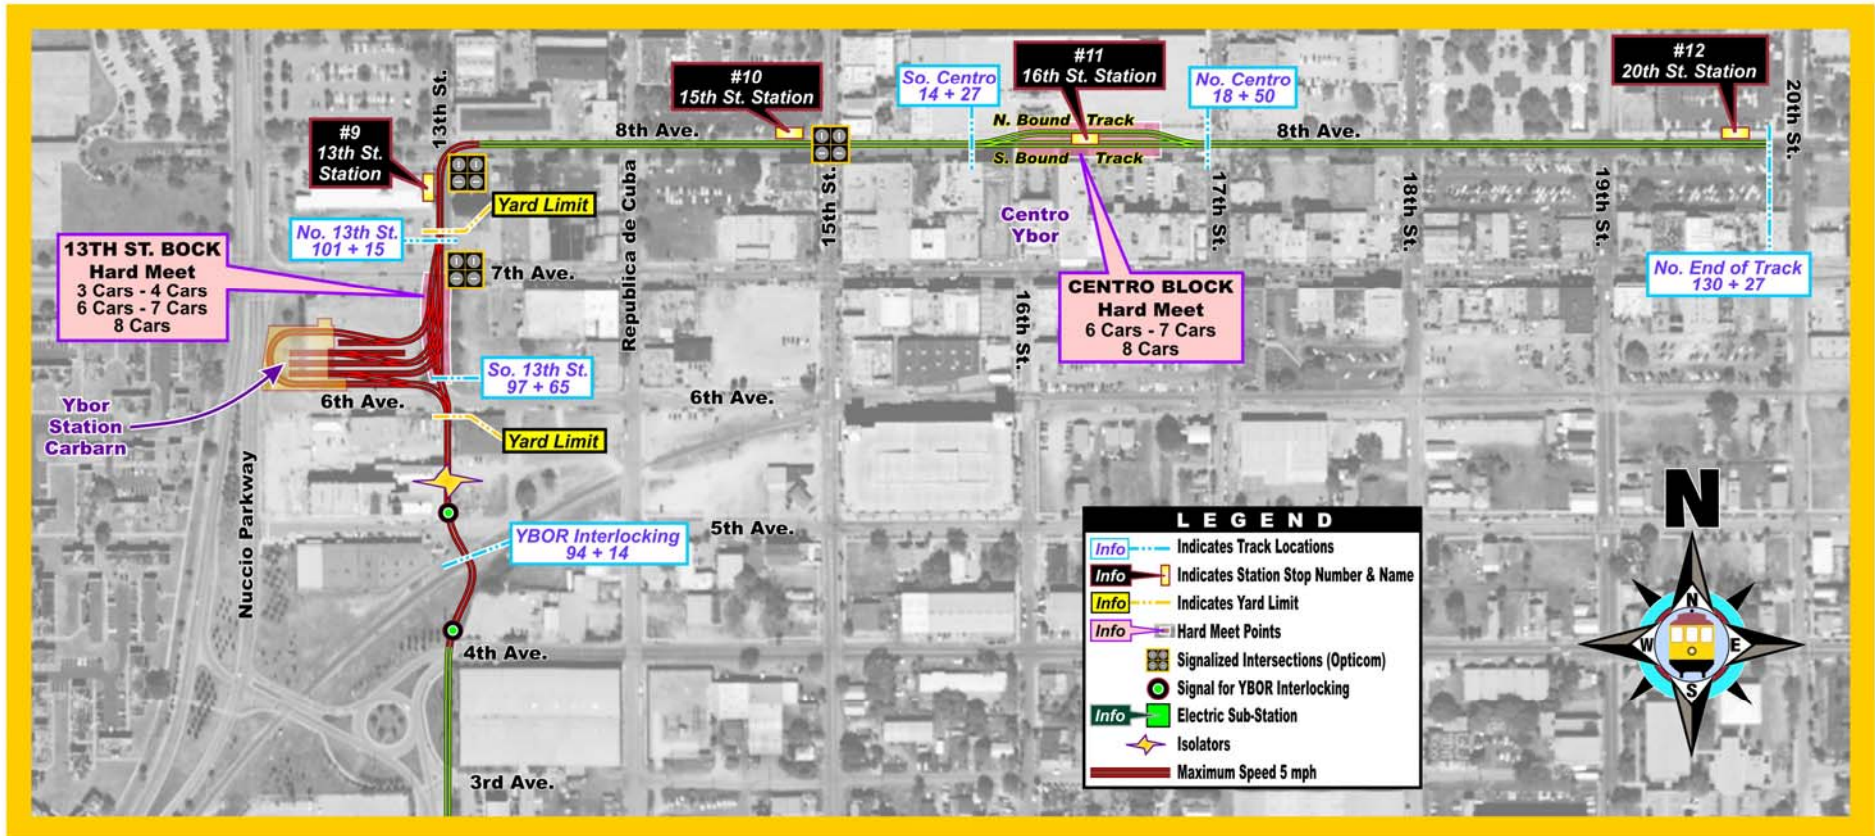 #9
13th St.
Station
13th St.
#10
15th St. Station
8th Ave.
So. Centro
14 + 27
#11
16th St. Station
N. Bound Track
S. Bound Track
No. Centro
18 + 50
8th Ave.
#12
20th St. Station
20th St.
Yard Limit
No. 13th St.
101 + 15
13TH ST. BOCK
Hard Meet
3 Cars - 4 Cars
6 Cars - 7 Cars
8 Cars
7th Ave.
Republica de Cuba
15th St.
Centro
Ybor
17th St.
18th St.
19th St.
No. End of Track
130 + 27
CENTRO BLOCK
Hard Meet
6 Cars - 7 Cars
8 Cars
16th St.
So. 13th St.
97 + 65
6th Ave.
6th Ave.
Ybor
Station
Carbarn
Yard Limit
Nuccio Parkway
YBOR Interlocking
94 + 14
5th Ave.
4th Ave.
3rd Ave.
LEGEND
Info Indicates Track Locations
Info Indicates Station Stop Number & Name
Info Indicates Yard Limit
Info Hard Meet Points
Signalized Intersections (Opticom)
Signal for YBOR Interlocking
Info Electric Sub-Station
Isolators
Maximum Speed 5 mph
N
N
W
E
S